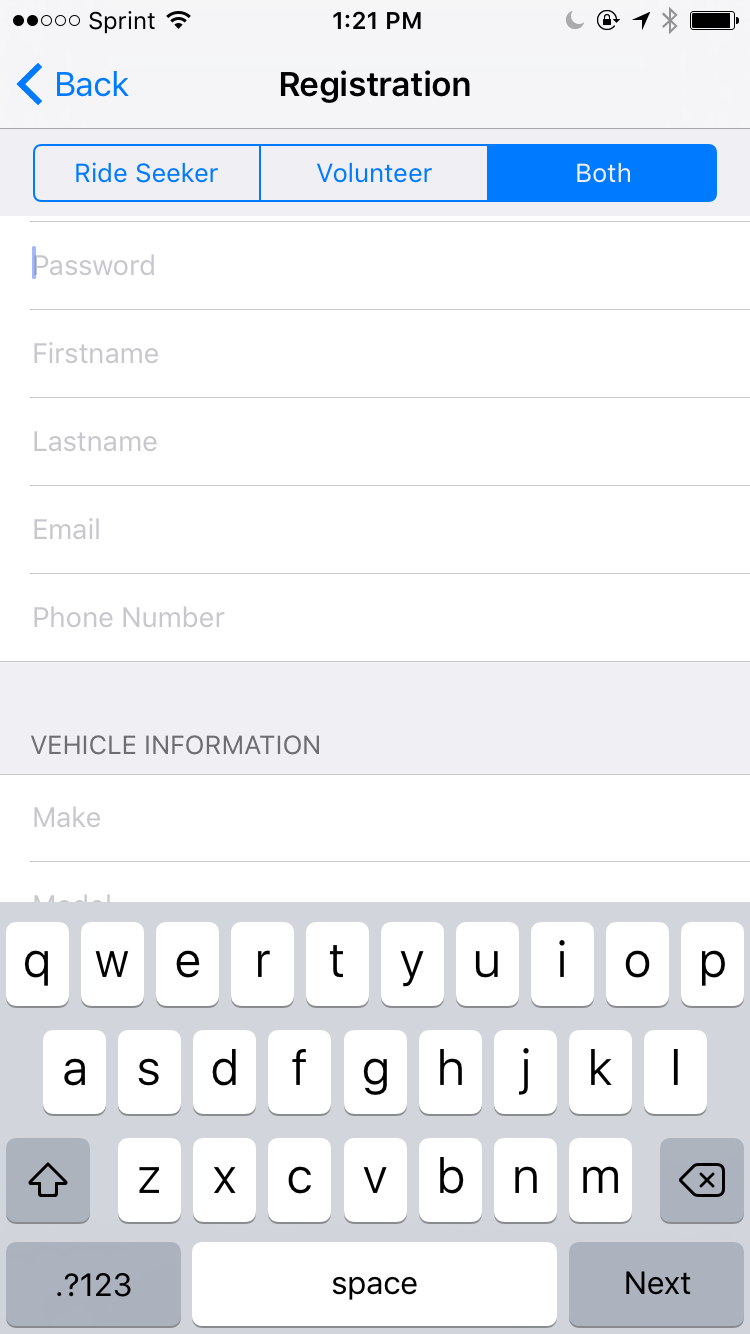 Sprint 1:21 PM
Back Registration
Ride Seeker Volunteer Both
Password
Firstname
Lastname
Email
Phone Number
VEHICLE INFORMATION
Make
Model
q w e r t y u i o p
a s d f g h j k l
z x c v b n m
.?123 space Next